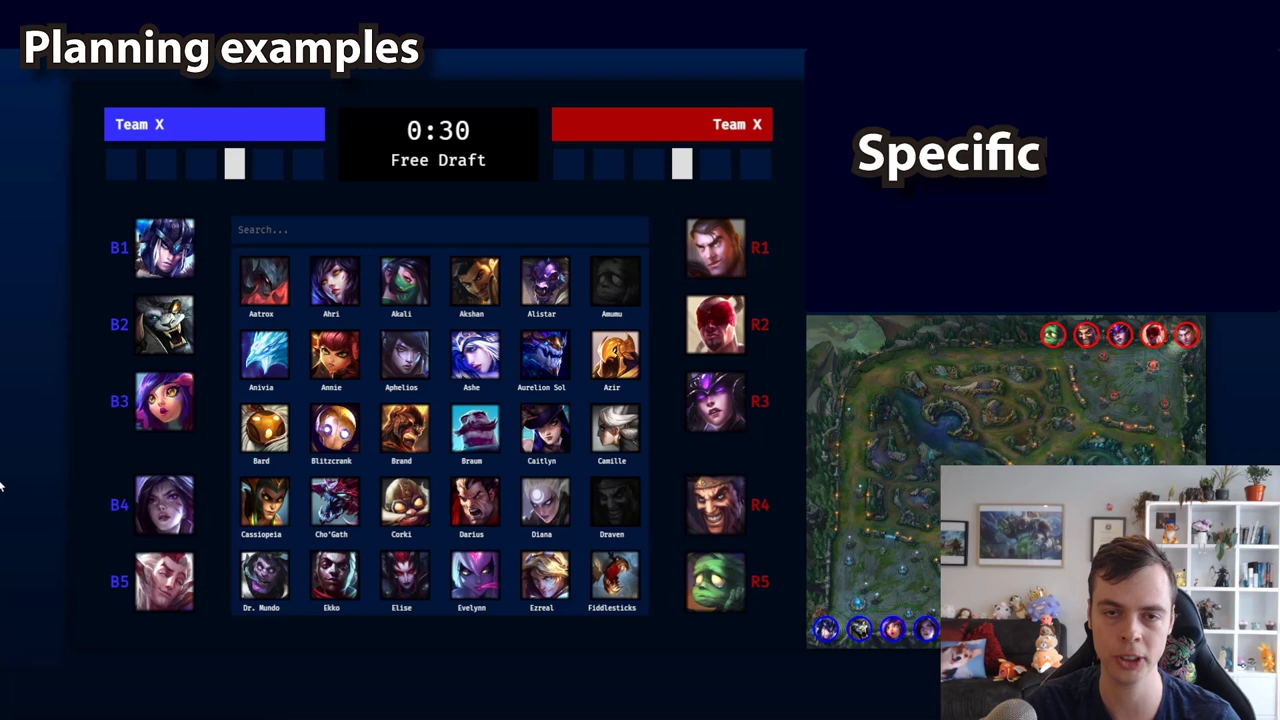 Planning examples
Team X
0:30
Free Draft
Team X
Specific
Search...
B1
B2
B3
B4
B5
Aatrox Ahri Akali Akshan Alistar Amumu
Anivia Annie Aphelios Ashe Aurelion Sol Azir
Bard Blitzcrank Brand Braum Caitlyn Camille
Cassiopeia Cho'Gath Corki Darius Diana Draven
Dr. Mundo Ekko Elise Evelynn Ezreal Fiddlesticks
R1
R2
R3
R4
R5